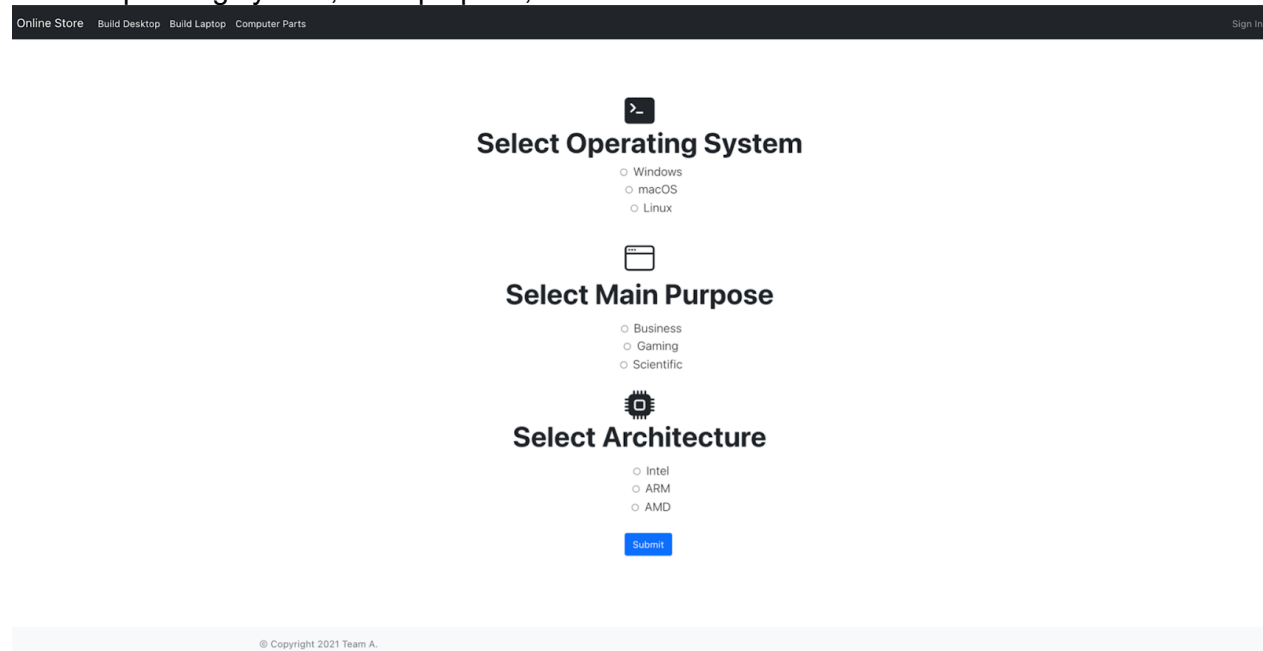 Online Store Build Desktop Build Laptop Computer Parts Sign In
>_
Select Operating System
Windows
macOS
Linux
Select Main Purpose
Business
Gaming
Scientific
Select Architecture
Intel
ARM
AMD
Submit
© Copyright 2021 Team A.